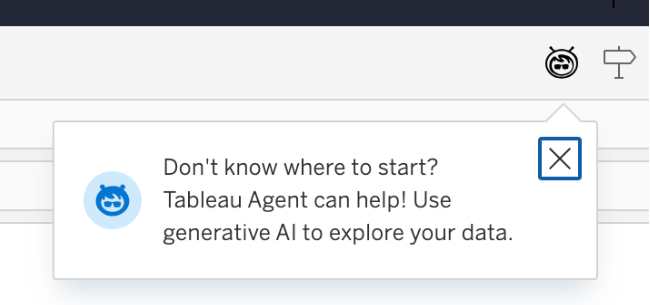 Don't know where to start?
Tableau Agent can help! Use
generative AI to explore your data.